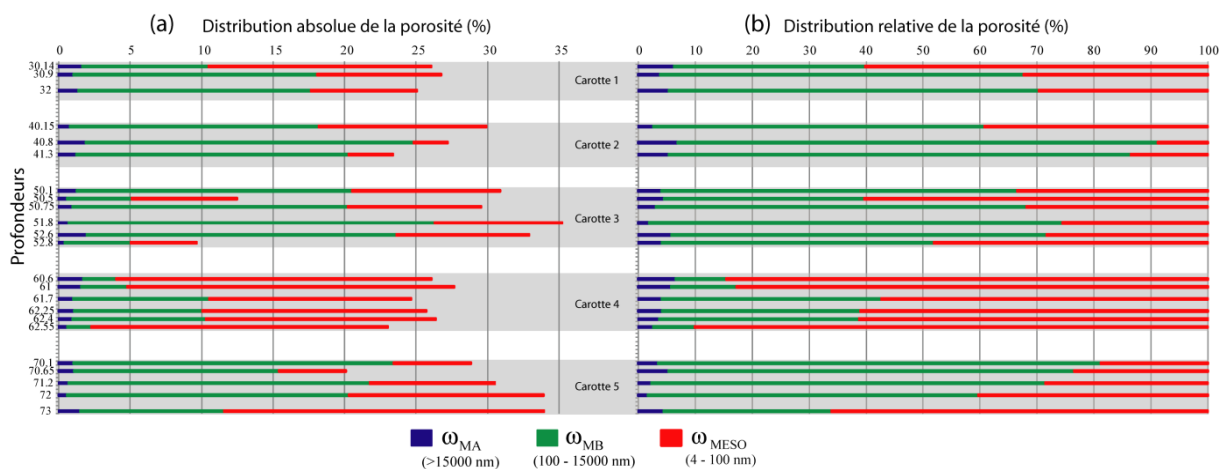 (a) Distribution absolue de la porosité (%)
(b) Distribution relative de la porosité (%)
0 5 10 15 20 25 30 35
0 10 20 30 40 50 60 70 80 90 100
Profondeurs
30.14
30.9
32
Carotte 1
40.15
40.8
41.3
Carotte 2
50.1
50.5
50.75
51.8
52.6
52.8
Carotte 3
60.6
61
61.7
62.25
62.4
62.55
Carotte 4
70.1
70.65
71.2
72
73
Carotte 5
ωMA ωMB ωMESO
(>15000 nm) (100 - 15000 nm) (4 - 100 nm)